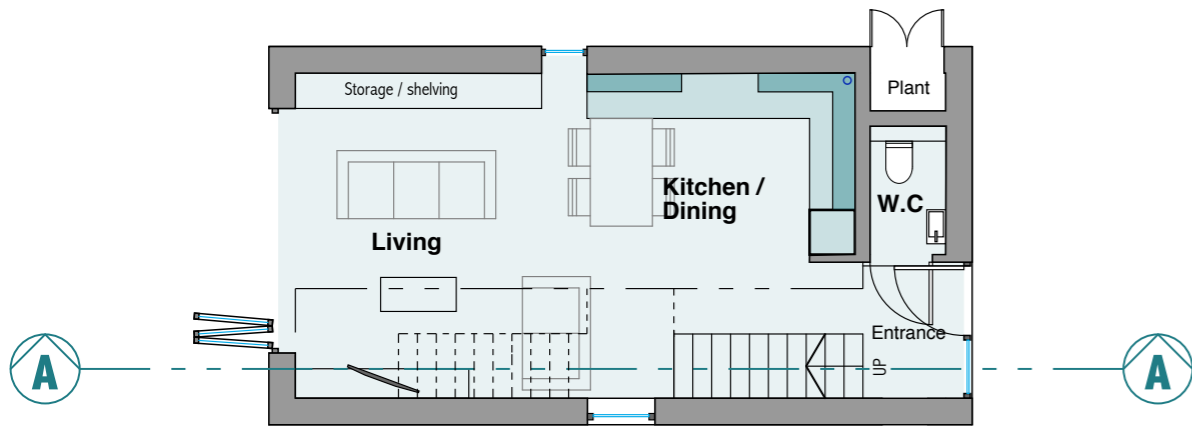 Storage / shelving
Plant
Kitchen /
Dining
W.C
Living
Entrance
UP
A
A